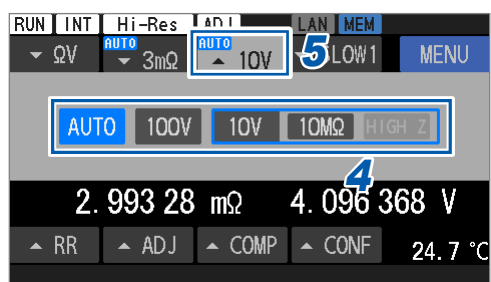 RUN INT Hi-Res ADJ LAN MEM
ΩV AUTO 3mΩ AUTO 10V 5 SLOW1 MENU
AUTO 100V 10V 10MΩ HIGH Z
4
2.993 28 mΩ 4.096 368 V
RR ADJ COMP CONF 24.7 °C